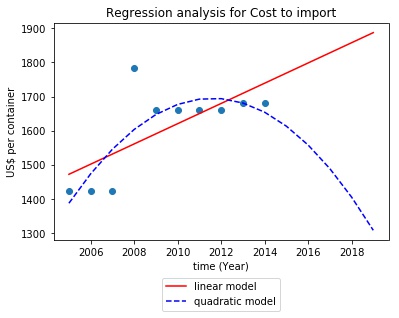 Regression analysis for Cost to import
US$ per container
1900
1800
1700
1600
1500
1400
1300
2006 2008 2010 2012 2014 2016 2018
time (Year)
linear model
quadratic model